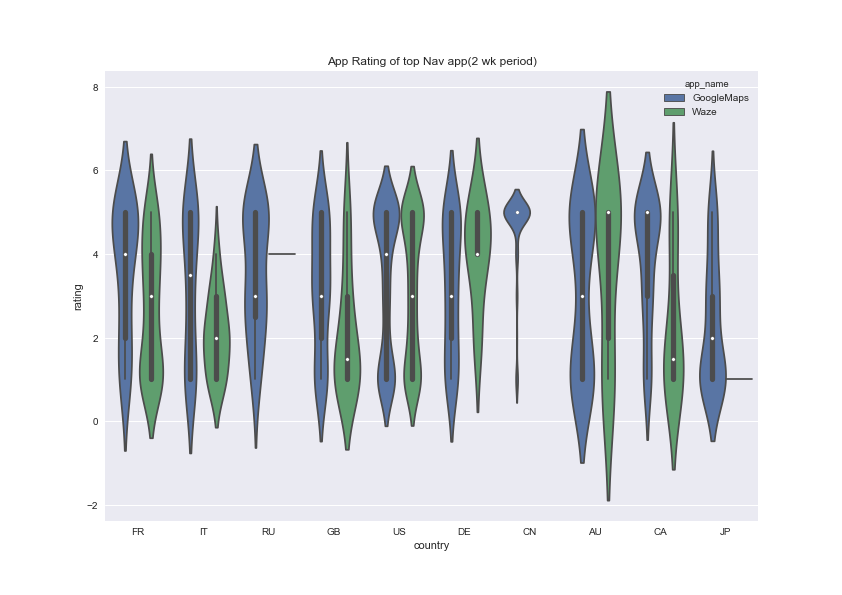 App Rating of top Nav app(2 wk period)
app_name
GoogleMaps
Waze
8
6
4
2
0
−2
rating
FR IT RU GB US DE CN AU CA JP
country